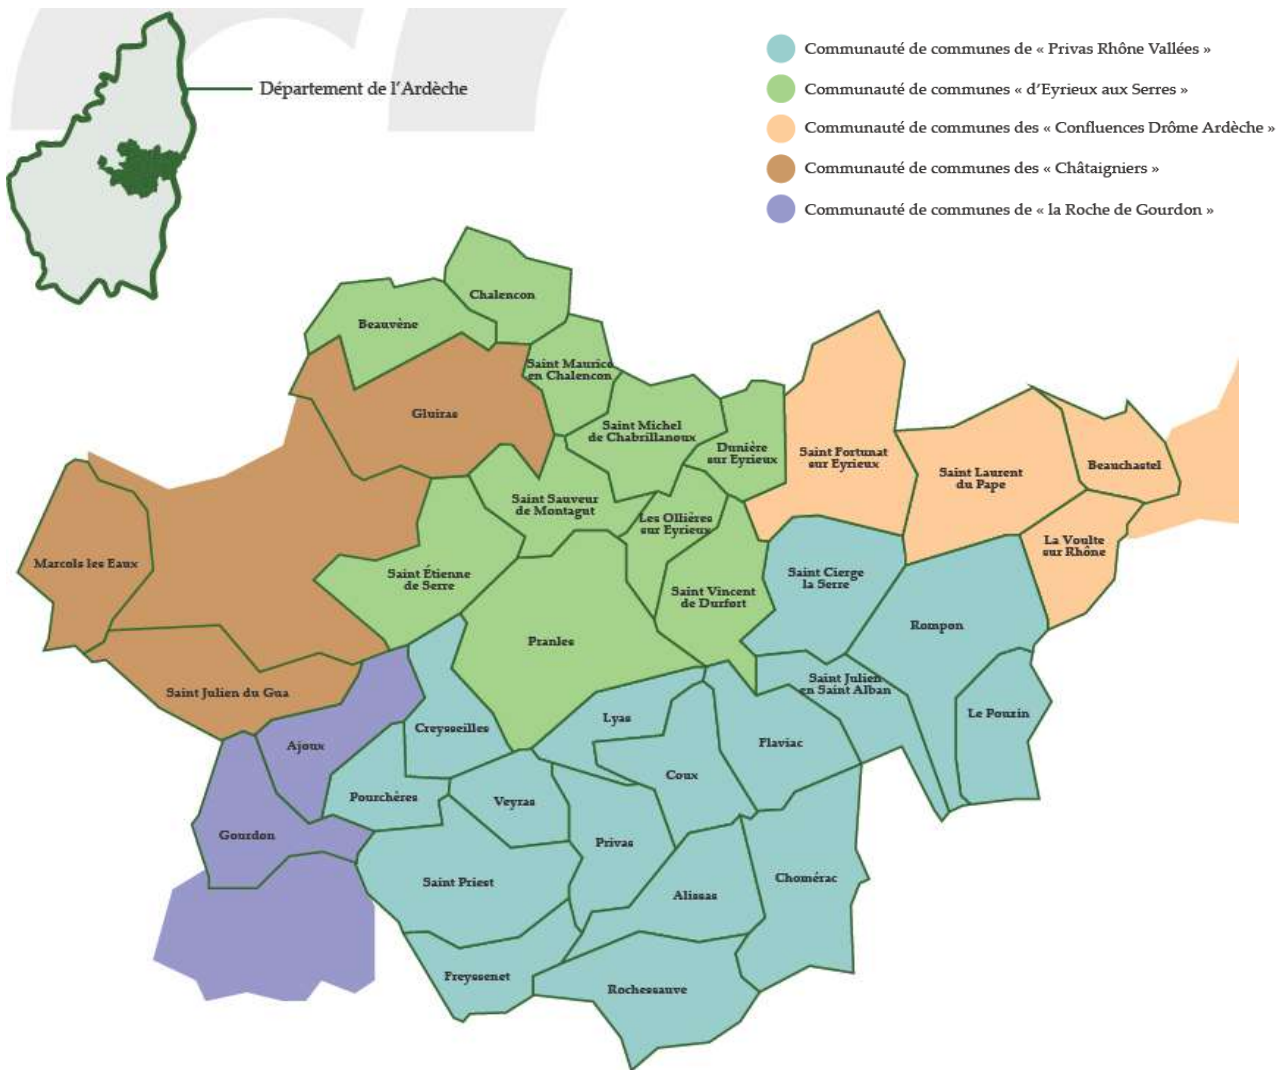 Département de l'Ardèche
Communauté de communes de « Privas Rhône Vallées »
Communauté de communes « d'Eyrieux aux Serres »
Communauté de communes des « Confluences Drôme Ardèche »
Communauté de communes des « Châtaigniers »
Communauté de communes de « la Roche de Gourdon »
Chalencon
Beauvène
Saint Maurice
en Chalencon
Gluiras
Saint Michel
de Chabrillanoux
Dunière
sur Eyrieux
Saint Fortunat
sur Eyrieux
Saint Laurent
du Pape
Beauchastel
Saint Sauveur
de Montagut
Les Ollières
sur Eyrieux
La Voulte
sur Rhône
Marcols les Eaux
Saint Étienne
de Serre
Saint Vincent
de Durfort
Saint Cierge
la Serre
Rompon
Pranles
Saint Julien du Gua
Saint Julien
en Saint Alban
Le Pouzin
Creysseilles
Lyas
Flaviac
Ajoux
Coux
Pourchères
Veyras
Gourdon
Privas
Saint Priest
Alissas
Chomérac
Freyssenet
Rochessauve